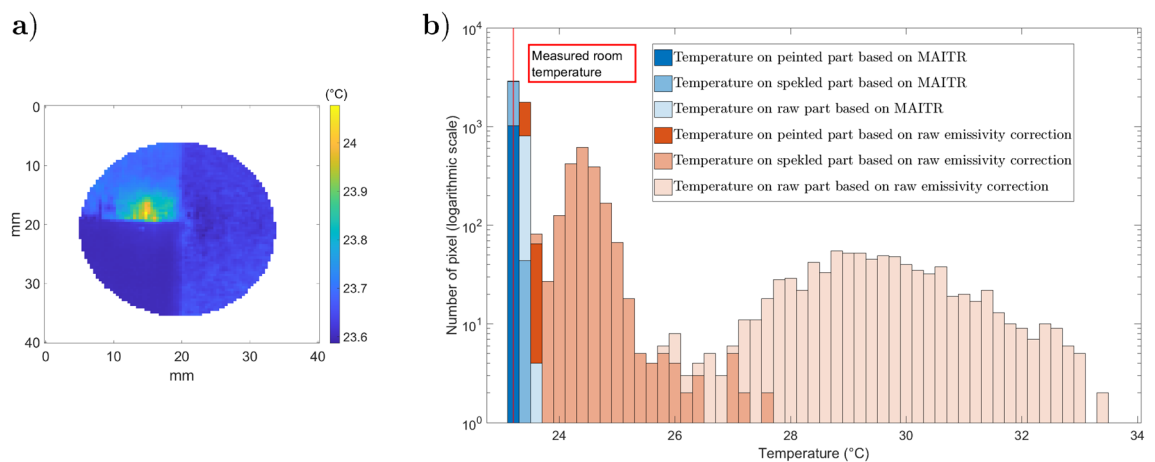 a)
b)
(°C)
0
10
20
30
40
mm
0
10
20
30
40
mm
24
23.9
23.8
23.7
23.6
10^4
10^3
10^2
10^1
10^0
Number of pixel (logarithmic scale)
Measured room
temperature
Temperature on peinted part based on MAITR
Temperature on spekled part based on MAITR
Temperature on raw part based on MAITR
Temperature on peinted part based on raw emissivity correction
Temperature on spekled part based on raw emissivity correction
Temperature on raw part based on raw emissivity correction
24
26
28
30
32
34
Temperature (°C)